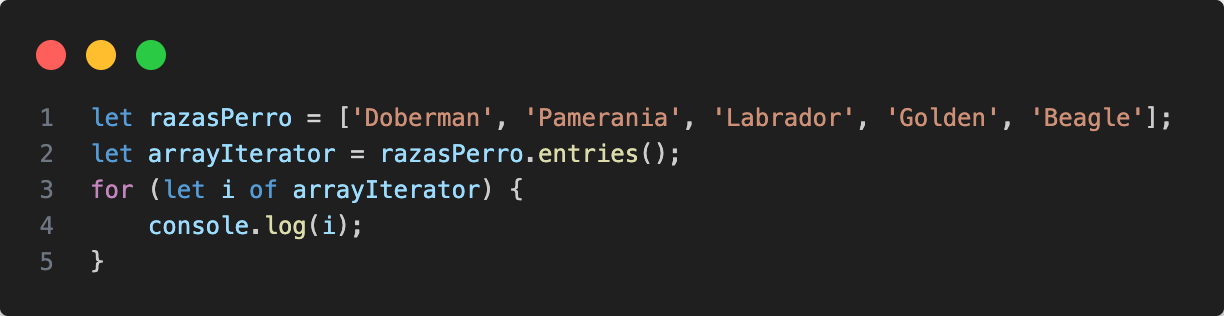 1 let razasPerro = ['Doberman', 'Pamerania', 'Labrador', 'Golden', 'Beagle'];
2 let arrayIterator = razasPerro.entries();
3 for (let i of arrayIterator) {
4     console.log(i);
5 }